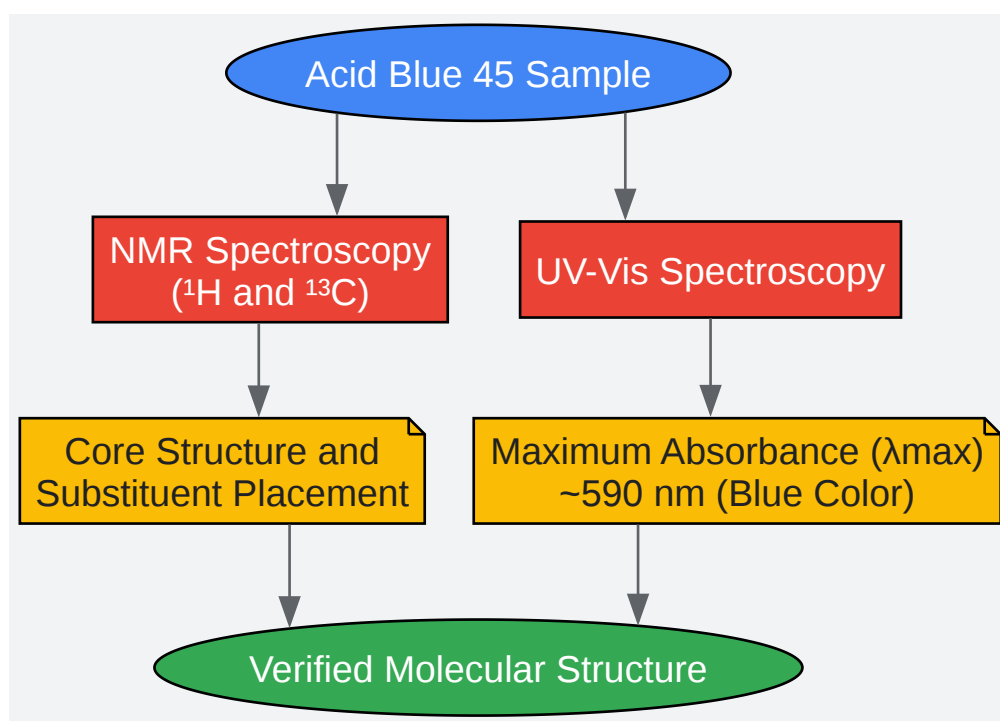 Acid Blue 45 Sample
NMR Spectroscopy
(¹H and ¹³C)
UV-Vis Spectroscopy
Core Structure and
Substituent Placement
Maximum Absorbance (λmax)
~590 nm (Blue Color)
Verified Molecular Structure